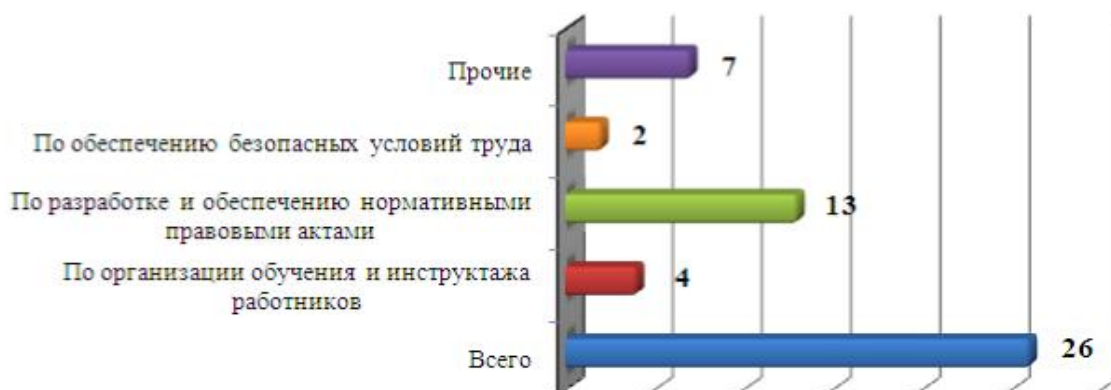 Прочие
7
По обеспечению безопасных условий труда
2
По разработке и обеспечению нормативными
правовыми актами
13
По организации обучения и инструктажа
работников
4
Всего
26